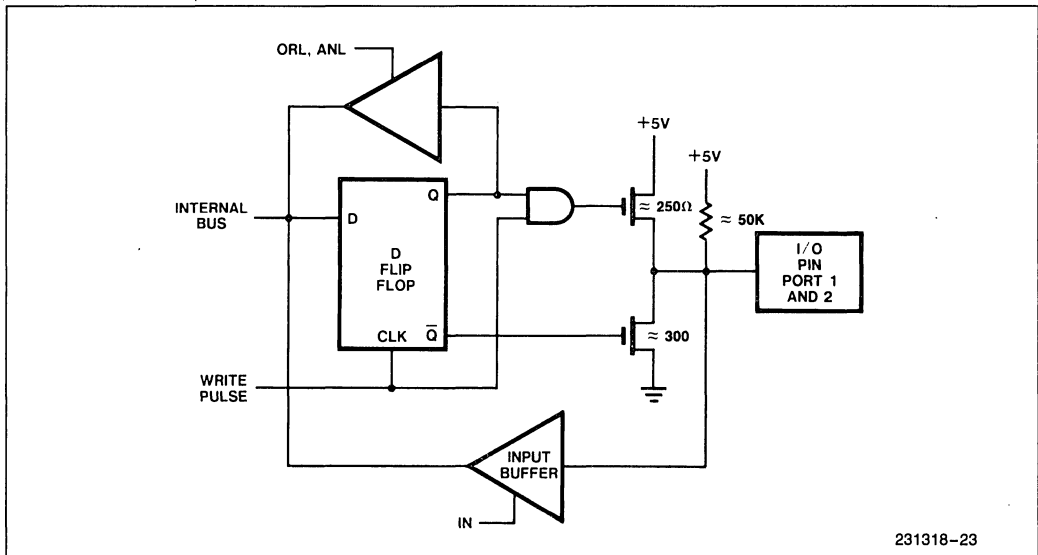 ORL, ANL
+5V
+5V
INTERNAL
BUS
D
Q
≈ 250Ω
≈ 50K
D
FLIP
FLOP
I/O
PIN
PORT 1
AND 2
CLK
Q̅
≈ 300
WRITE
PULSE
INPUT
BUFFER
IN
231318-23